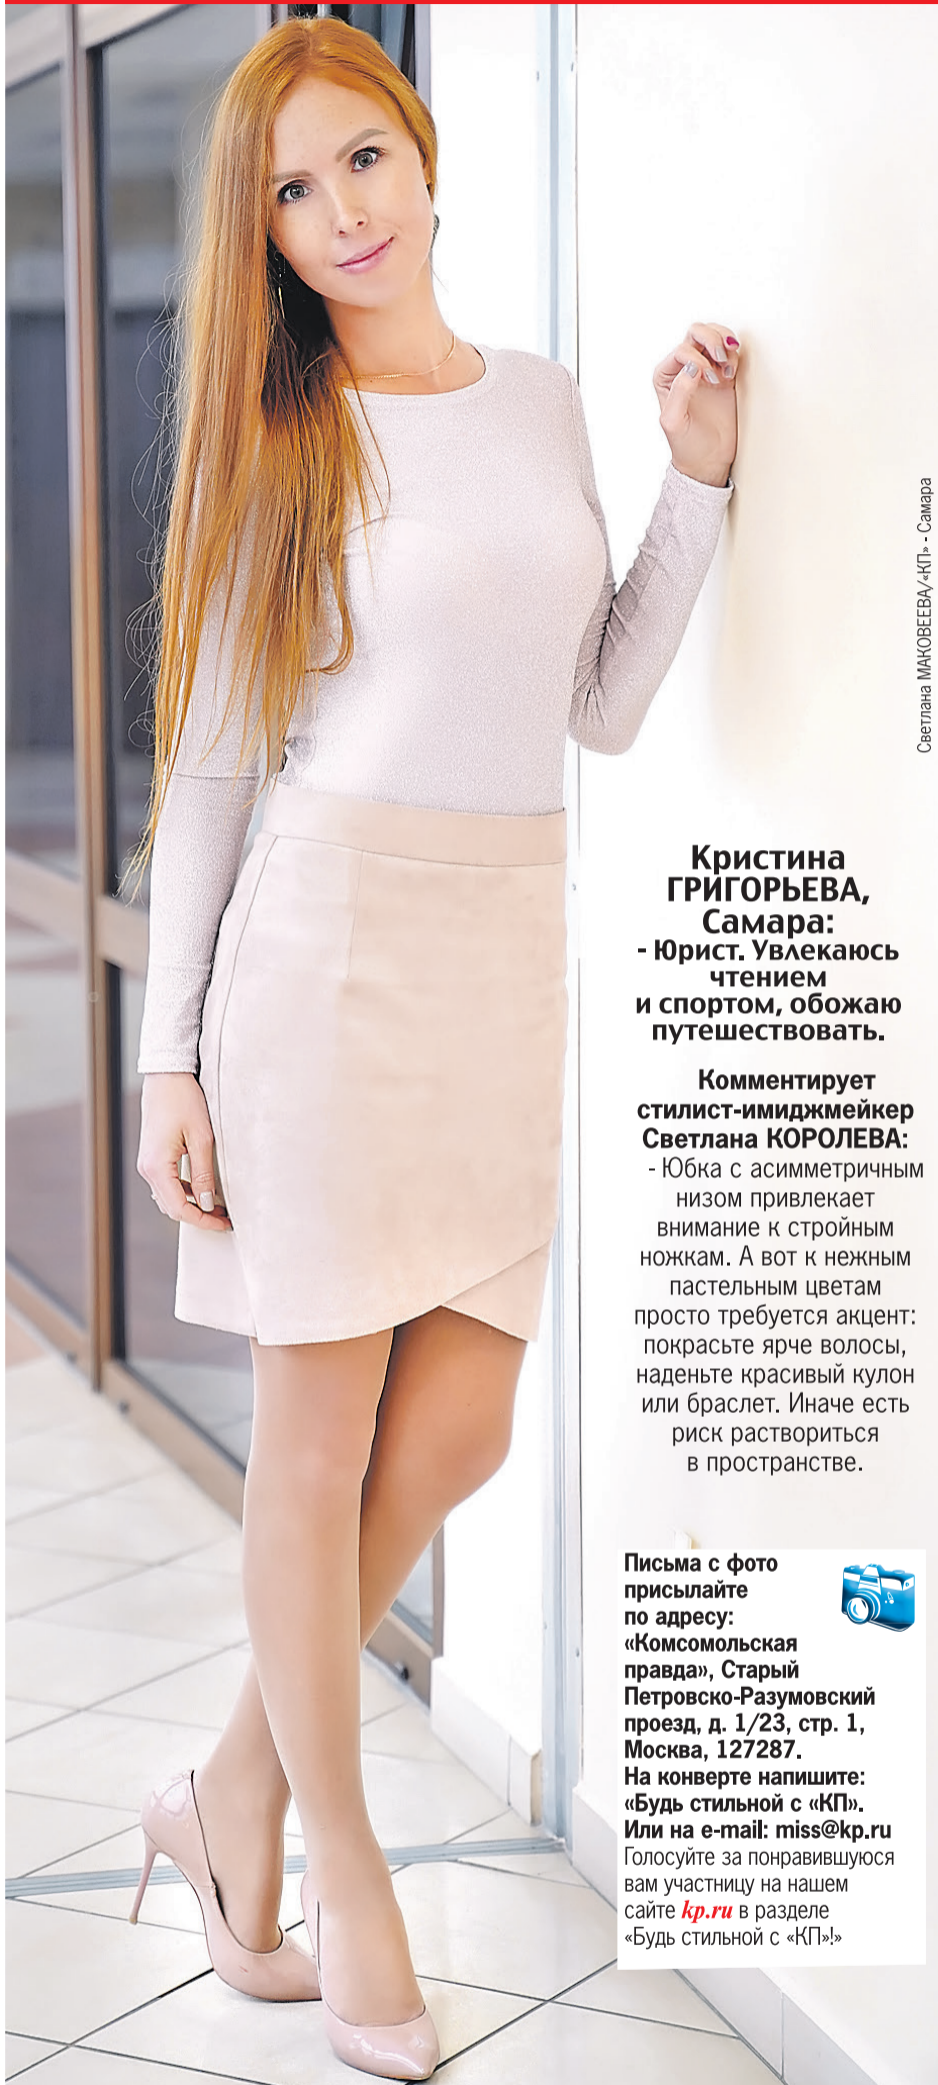 Светлана МАКОВЕЕВА/«КП» - Самара
Кристина
ГРИГОРЬЕВА,
Самара:
- Юрист. Увлекаюсь
чтением
и спортом, обожаю
путешествовать.
Комментирует
стилист-имиджмейкер
Светлана КОРОЛЕВА:
- Юбка с асимметричным
низом привлекает
внимание к стройным
ножкам. А вот к нежным
пастельным цветам
просто требуется акцент:
покрасьте ярче волосы,
наденьте красивый кулон
или браслет. Иначе есть
риск раствориться
в пространстве.
Письма с фото
присылайте
по адресу:
«Комсомольская
правда», Старый
Петровско-Разумовский
проезд, д. 1/23, стр. 1,
Москва, 127287.
На конверте напишите:
«Будь стильной с «КП».
Или на e-mail: miss@kp.ru
Голосуйте за понравившуюся
вам участницу на нашем
сайте kp.ru в разделе
«Будь стильной с «КП»!»